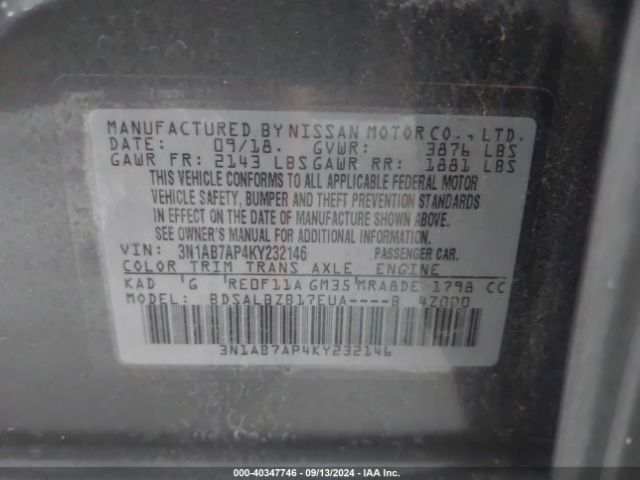 MANUFACTURED BY NISSAN MOTOR CO., LTD.
DATE: 09/18. GVWR: 3876 LBS
GAWR FR: 2143 LBS GAWR RR: 1881 LBS
THIS VEHICLE CONFORMS TO ALL APPLICABLE FEDERAL MOTOR
VEHICLE SAFETY, BUMPER AND THEFT PREVENTION STANDARDS
IN EFFECT ON THE DATE OF MANUFACTURE SHOWN ABOVE.
SEE OWNER'S MANUAL FOR ADDITIONAL INFORMATION.
VIN: 3N1AB7AP4KY232146 PASSENGER CAR.
COLOR TRIM TRANS AXLE ENGINE
KAD G RE0F11A GM35 MRA8DE 1798 CC
MODEL: BDSALBZB17EUA----B 4Z000
3N1AB7AP4KY232146
000-40347746 - 09/13/2024 - IAAI.COM